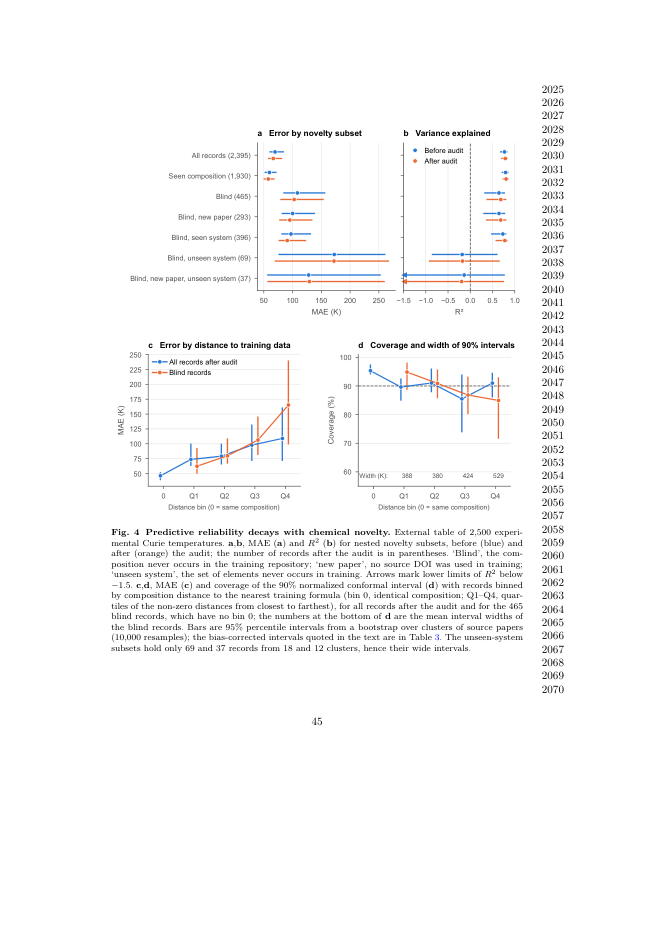 2025
2026
2027
2028
2029
2030
2031
2032
2033
2034
2035
2036
2037
2038
2039
2040
2041
2042
2043
2044
2045
2046
2047
2048
2049
2050
2051
2052
2053
2054
2055
2056
2057
2058
2059
2060
2061
2062
2063
2064
2065
2066
2067
2068
2069
2070
a Error by novelty subset
All records (2,395)
Seen composition (1,930)
Blind (465)
Blind, new paper (293)
Blind, seen system (396)
Blind, unseen system (69)
Blind, new paper, unseen system (37)
50 100 150 200 250
MAE (K)
b Variance explained
Before audit
After audit
−1.5 −1.0 −0.5 0.0 0.5 1.0
R²
c Error by distance to training data
250
225
200
175
150
125
100
75
50
MAE (K)
All records after audit
Blind records
0 Q1 Q2 Q3 Q4
Distance bin (0 = same composition)
d Coverage and width of 90% intervals
100
90
80
70
60
Coverage (%)
Width (K): 388 380 424 529
0 Q1 Q2 Q3 Q4
Distance bin (0 = same composition)
Fig. 4 Predictive reliability decays with chemical novelty. External table of 2,500 experi-
mental Curie temperatures. a,b, MAE (a) and R² (b) for nested novelty subsets, before (blue) and
after (orange) the audit; the number of records after the audit is in parentheses. ‘Blind’, the com-
position never occurs in the training repository; ‘new paper’, no source DOI was used in training;
‘unseen system’, the set of elements never occurs in training. Arrows mark lower limits of R² below
−1.5. c,d, MAE (c) and coverage of the 90% normalized conformal interval (d) with records binned
by composition distance to the nearest training formula (bin 0, identical composition; Q1–Q4, quar-
tiles of the non-zero distances from closest to farthest), for all records after the audit and for the 465
blind records, which have no bin 0; the numbers at the bottom of d are the mean interval widths of
the blind records. Bars are 95% percentile intervals from a bootstrap over clusters of source papers
(10,000 resamples); the bias-corrected intervals quoted in the text are in Table 3. The unseen-system
subsets hold only 69 and 37 records from 18 and 12 clusters, hence their wide intervals.
45